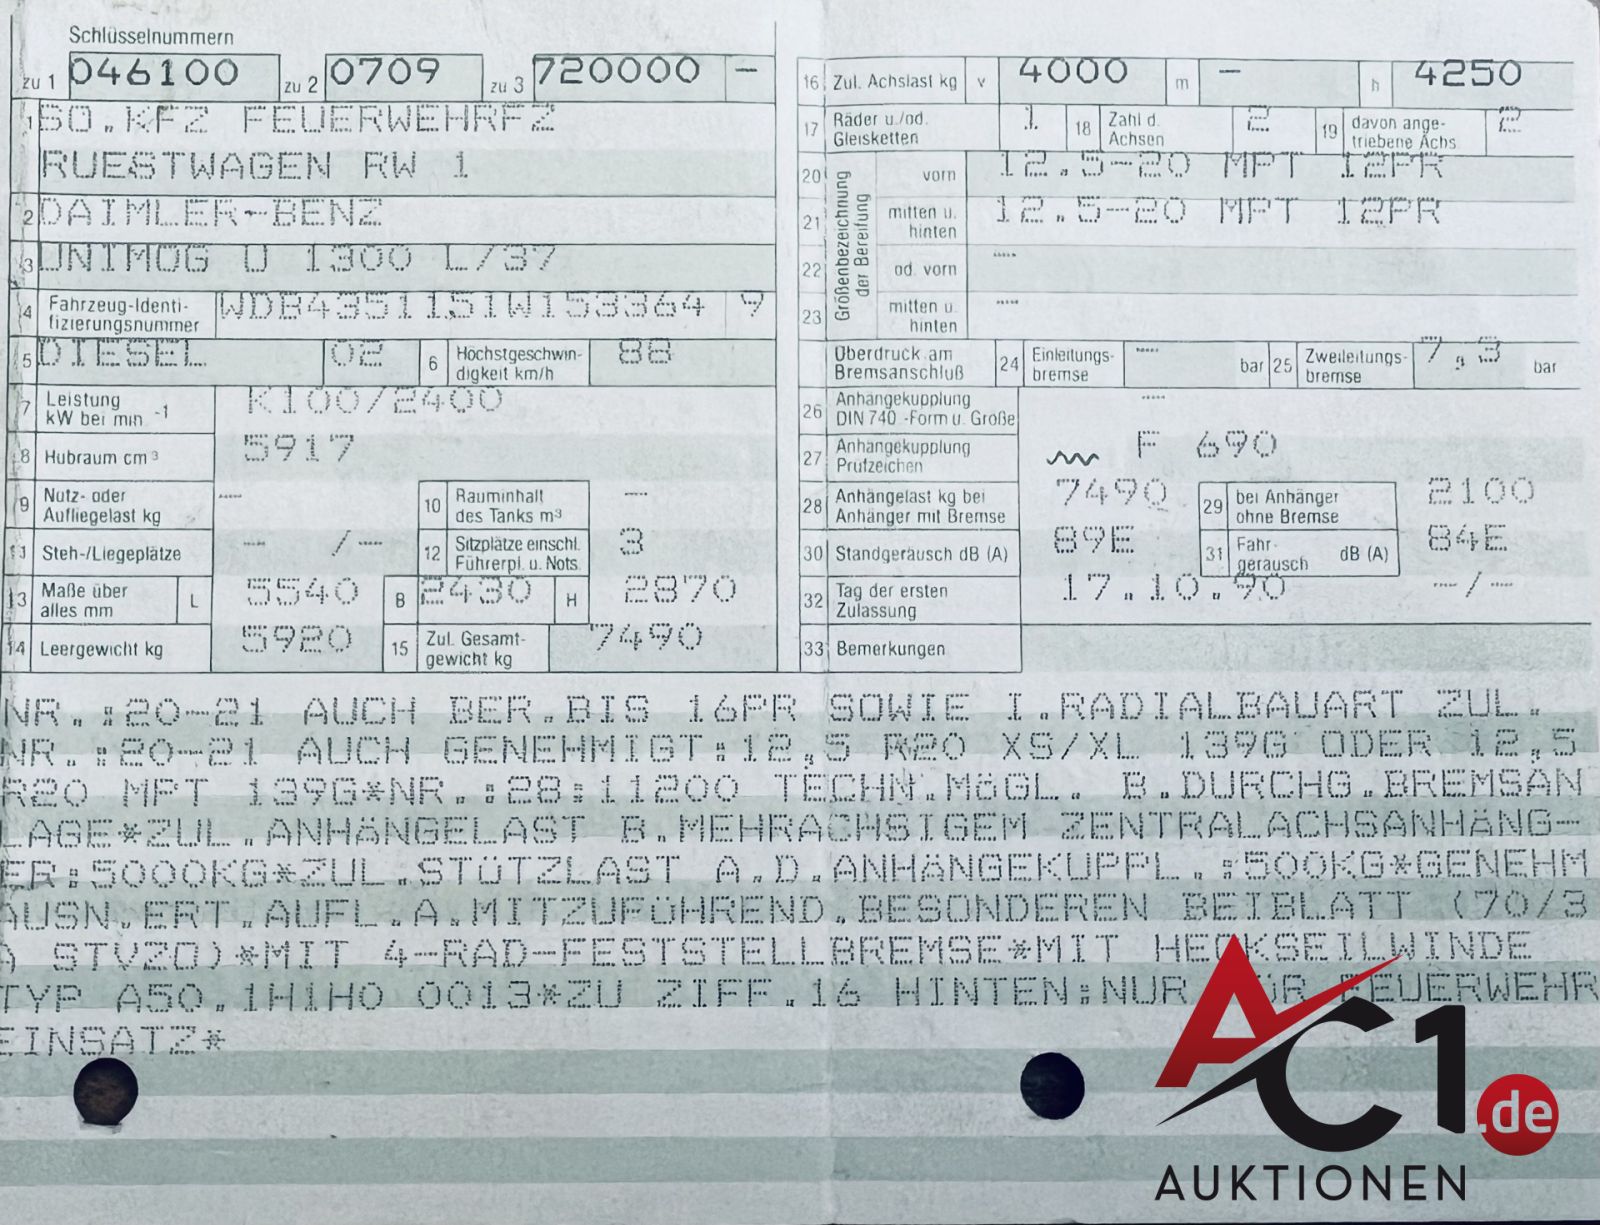 Schlüsselnummern
zu 1 046100 zu 2 0709 zu 3 720000 -
1 SO.KFZ FEUERWEHRFZ
RUESTWAGEN RW 1
2 DAIMLER-BENZ
3 UNIMOG U 1300 L/37
4 Fahrzeug-Identi-
fizierungsnummer WDB4351151W153364 9
5 DIESEL 02 6 Höchstgeschwin-
digkeit km/h 88
7 Leistung
kW bei min -1 K100/2400
8 Hubraum cm³ 5917
9 Nutz- oder
Aufliegelast kg -- 10 Rauminhalt
des Tanks m³ --
11 Steh-/Liegeplätze -- /-- 12 Sitzplätze einschl.
Führerpl. u. Nots. 3
13 Maße über
alles mm L 5540 B 2430 H 2870
14 Leergewicht kg 5920 15 Zul. Gesamt-
gewicht kg 7490
16 Zul. Achslast kg v 4000 m - h 4250
17 Räder u./od.
Gleisketten 1 18 Zahl d.
Achsen 2 19 davon ange-
triebene Achs. 2
Größenbezeichnung
der Bereifung
20 vorn 12.5-20 MPT 12PR
21 mitten u.
hinten 12.5-20 MPT 12PR
22 od. vorn --
23 mitten u.
hinten --
Überdruck am
Bremsanschluß 24 Einleitungs-
bremse -- bar 25 Zweileitungs-
bremse 7,3 bar
26 Anhängekupplung
DIN 740 -Form u. Größe --
27 Anhängekupplung
Prüfzeichen F 690
28 Anhängelast kg bei
Anhänger mit Bremse 7490 29 bei Anhänger
ohne Bremse 2100
30 Standgeräusch dB (A) 89E 31 Fahr-
geräusch dB (A) 84E
32 Tag der ersten
Zulassung 17.10.90 --/--
33 Bemerkungen
NR.:20-21 AUCH BER.BIS 16PR SOWIE I.RADIALBAUART ZUL.
NR.:20-21 AUCH GENEHMIGT:12,5 R20 XS/XL 139G ODER 12,5
R20 MPT 139G*NR.:28:11200 TECHN.MöGL. B.DURCHG.BREMSAN
LAGE*ZUL.ANHäNGELAST B.MEHRACHSIGEM ZENTRALACHSANHäNG-
ER:5000KG*ZUL.STüTZLAST A.D.ANHäNGEKUPPL.:500KG*GENEHM
AUSN.ERT.AUFL.A.MITZUFüHREND.BESONDEREN BEIBLATT (70/3
A STVZO)*MIT 4-RAD-FESTSTELLBREMSE*MIT HECKSEILWINDE
TYP A50.1H1H0 0013*ZU ZIFF.16 HINTEN:NUR FEUERWEHR
EINSATZ*
AC1.de
AUKTIONEN